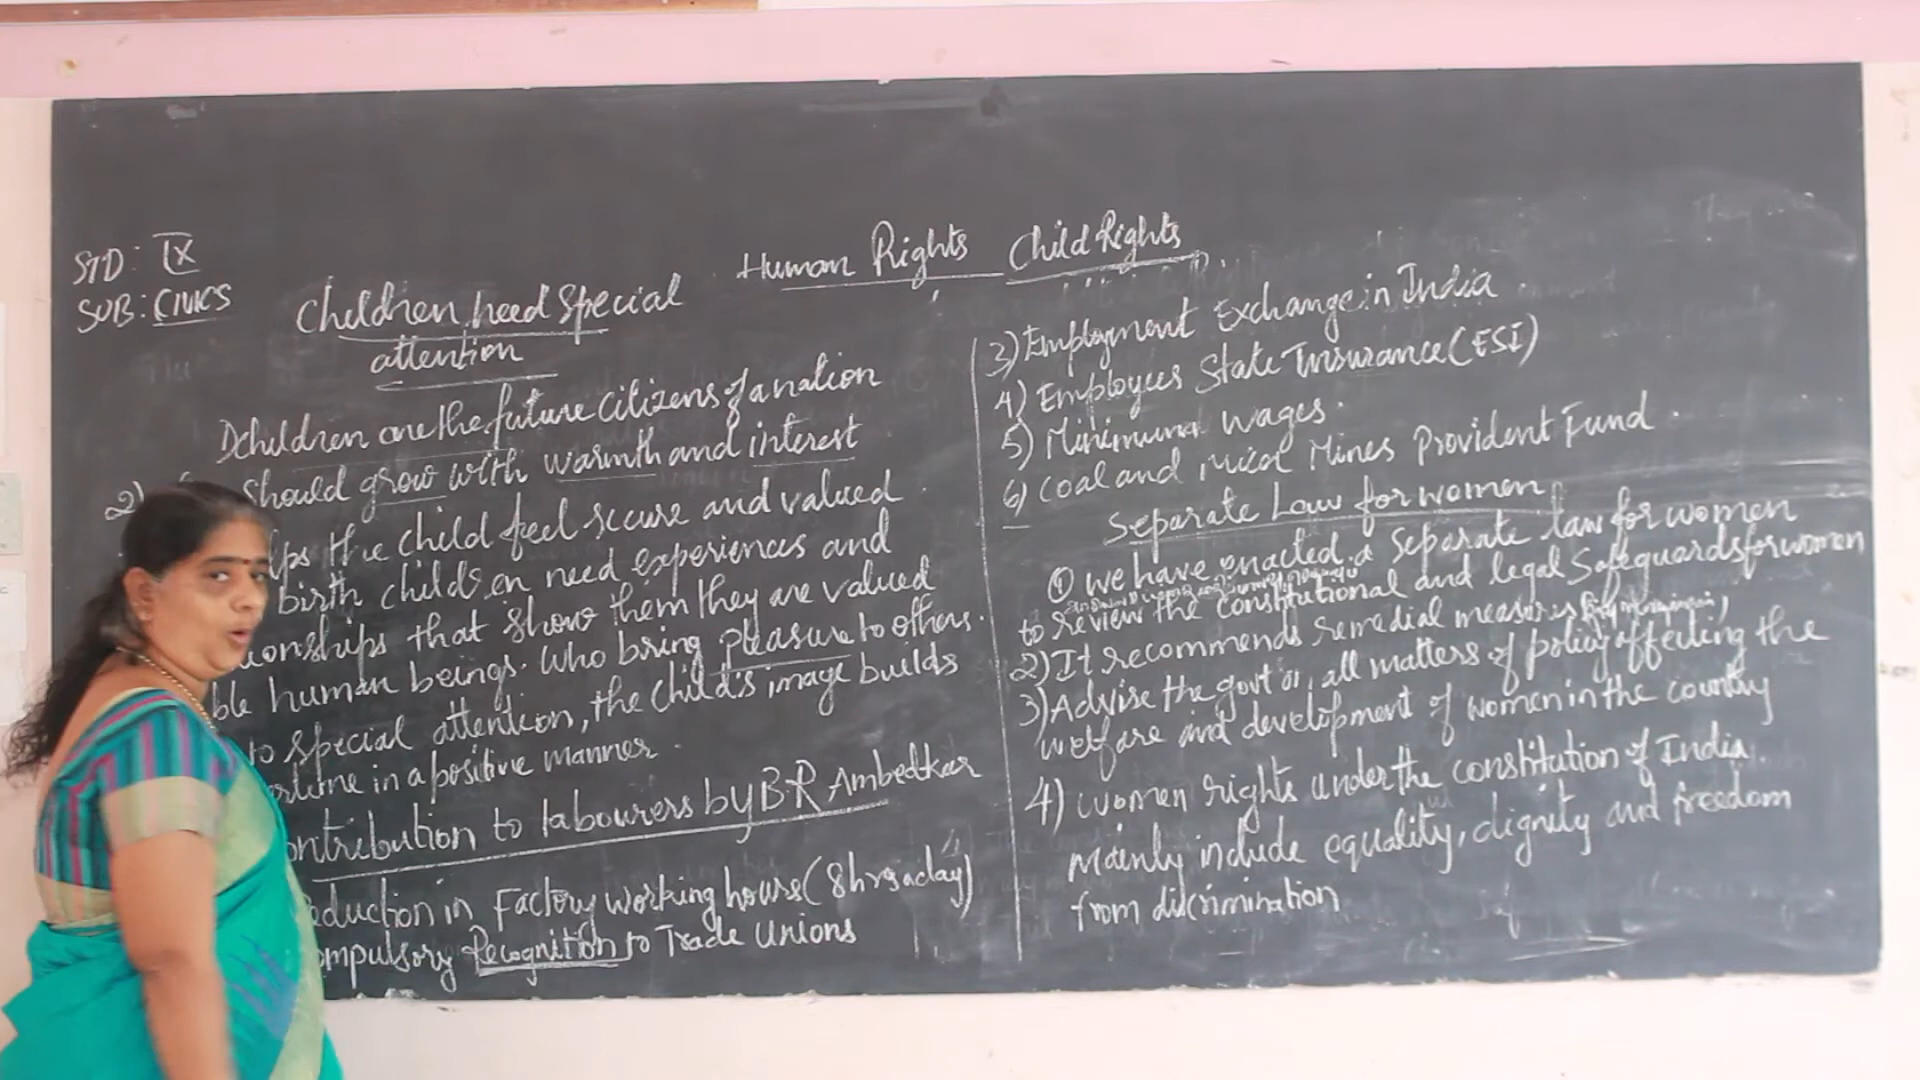 STD: IX
SUB: CIVICS
Human Rights Child Rights
Children need Special
attention
1) children are the future citizens of a nation
2) should grow with warmth and interest
lps the child feel secure and valued
birth children need experiences and
ionships that show them they are valued
ble human beings. Who bring pleasure to others.
to special attention, the child's image builds
ertime in a positive manner.
ontribution to labourers by B.R Ambedkar
eduction in Factory working hours (8 hrs a day)
ompulsory Recognition to Trade Unions
3) Employment Exchange in India
4) Employees State Insurance (ESI)
5) Minimum Wages.
6) Coal and Mica Mines Provident Fund.
Separate Law for women
① we have enacted a separate law for women
to review the constitutional and legal safeguards for women
2) It recommends remedial measures
3) Advise the govt on all matters of policy affecting the
welfare and development of women in the country
4) women rights under the constitution of India
Mainly include equality, dignity and freedom
from discrimination